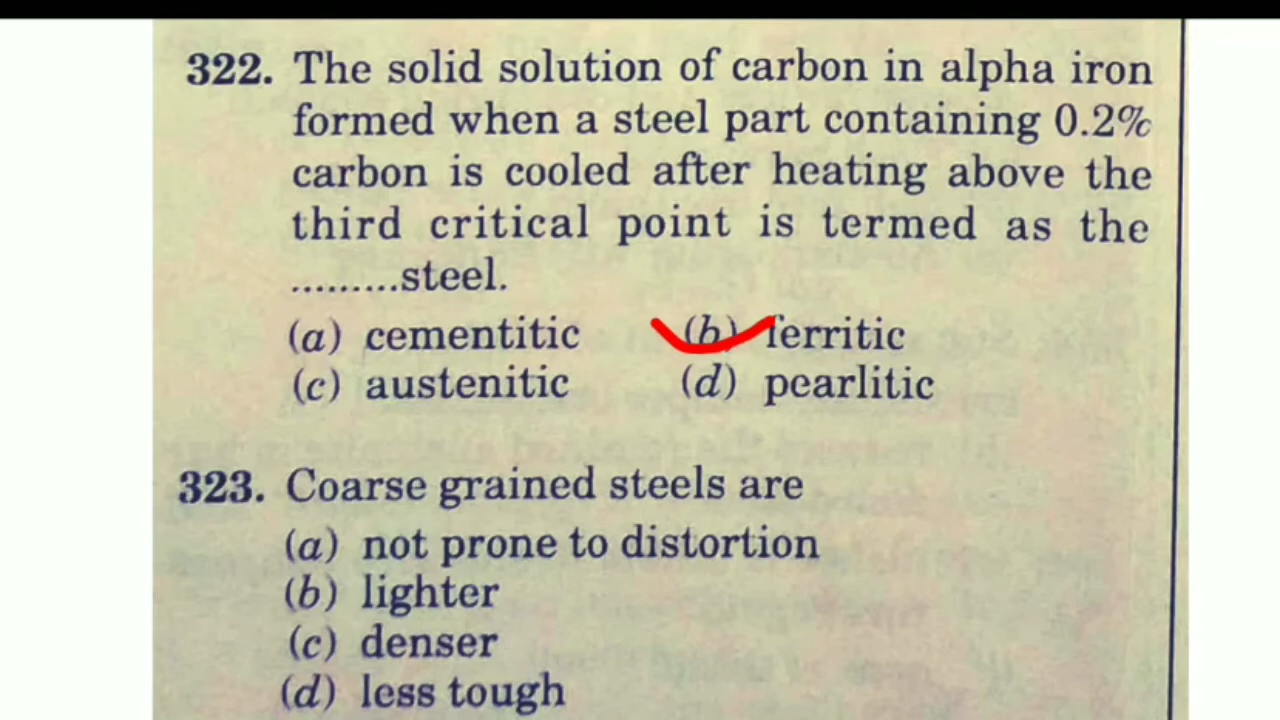 322. The solid solution of carbon in alpha iron
formed when a steel part containing 0.2%
carbon is cooled after heating above the
third critical point is termed as the
.........steel.
(a) cementitic (b) ferritic
(c) austenitic (d) pearlitic
323. Coarse grained steels are
(a) not prone to distortion
(b) lighter
(c) denser
(d) less tough